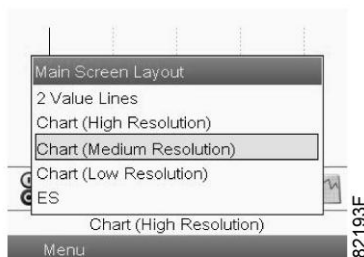 Main Screen Layout
2 Value Lines
Chart (High Resolution)
Chart (Medium Resolution)
Chart (Low Resolution)
ES
Chart (High Resolution)
Menu
82193F